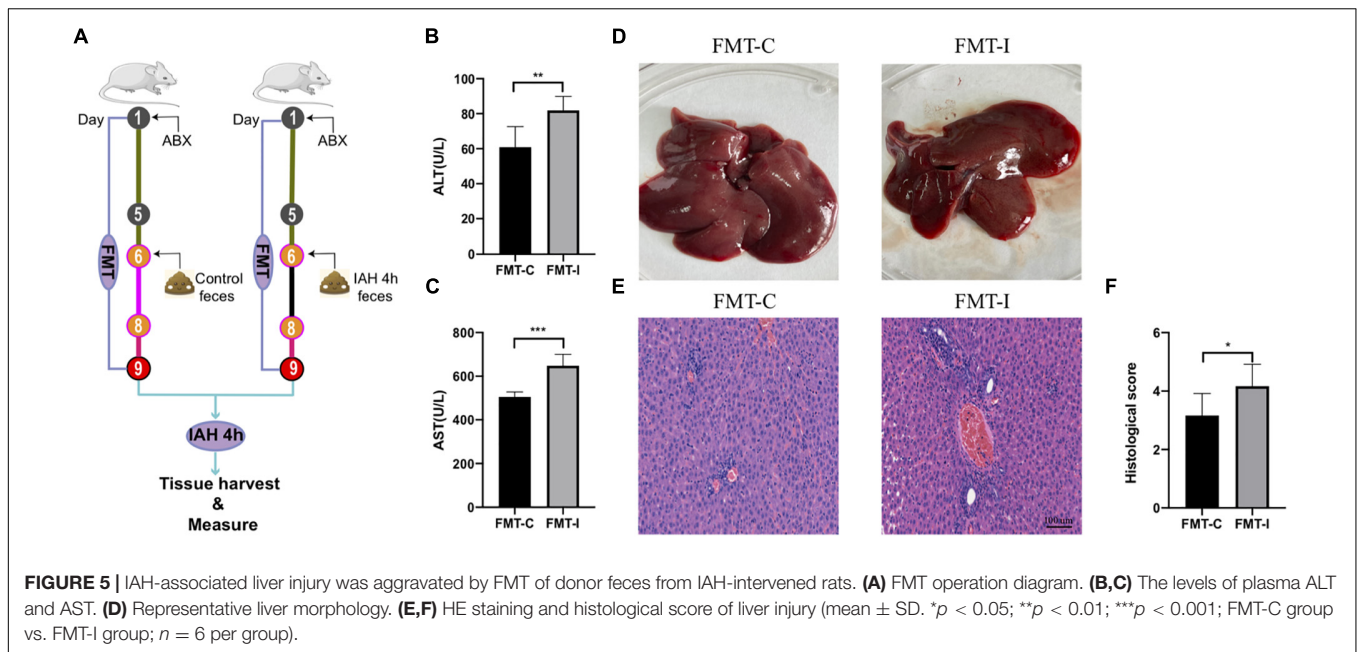 A
Day
1
ABX
5
FMT
6
Control
feces
8
9
Day
1
ABX
5
FMT
6
IAH 4h
feces
8
9
IAH 4h
Tissue harvest
&
Measure
B
ALT(U/L)
100
80
60
40
20
0
**
FMT-C FMT-I
C
AST(U/L)
800
600
400
200
0
***
FMT-C FMT-I
D
FMT-C FMT-I
E
FMT-C FMT-I
100um
F
Histological score
6
4
2
0
*
FMT-C FMT-I
FIGURE 5 | IAH-associated liver injury was aggravated by FMT of donor feces from IAH-intervened rats. (A) FMT operation diagram. (B,C) The levels of plasma ALT
and AST. (D) Representative liver morphology. (E,F) HE staining and histological score of liver injury (mean ± SD. *p < 0.05; **p < 0.01; ***p < 0.001; FMT-C group
vs. FMT-I group; n = 6 per group).